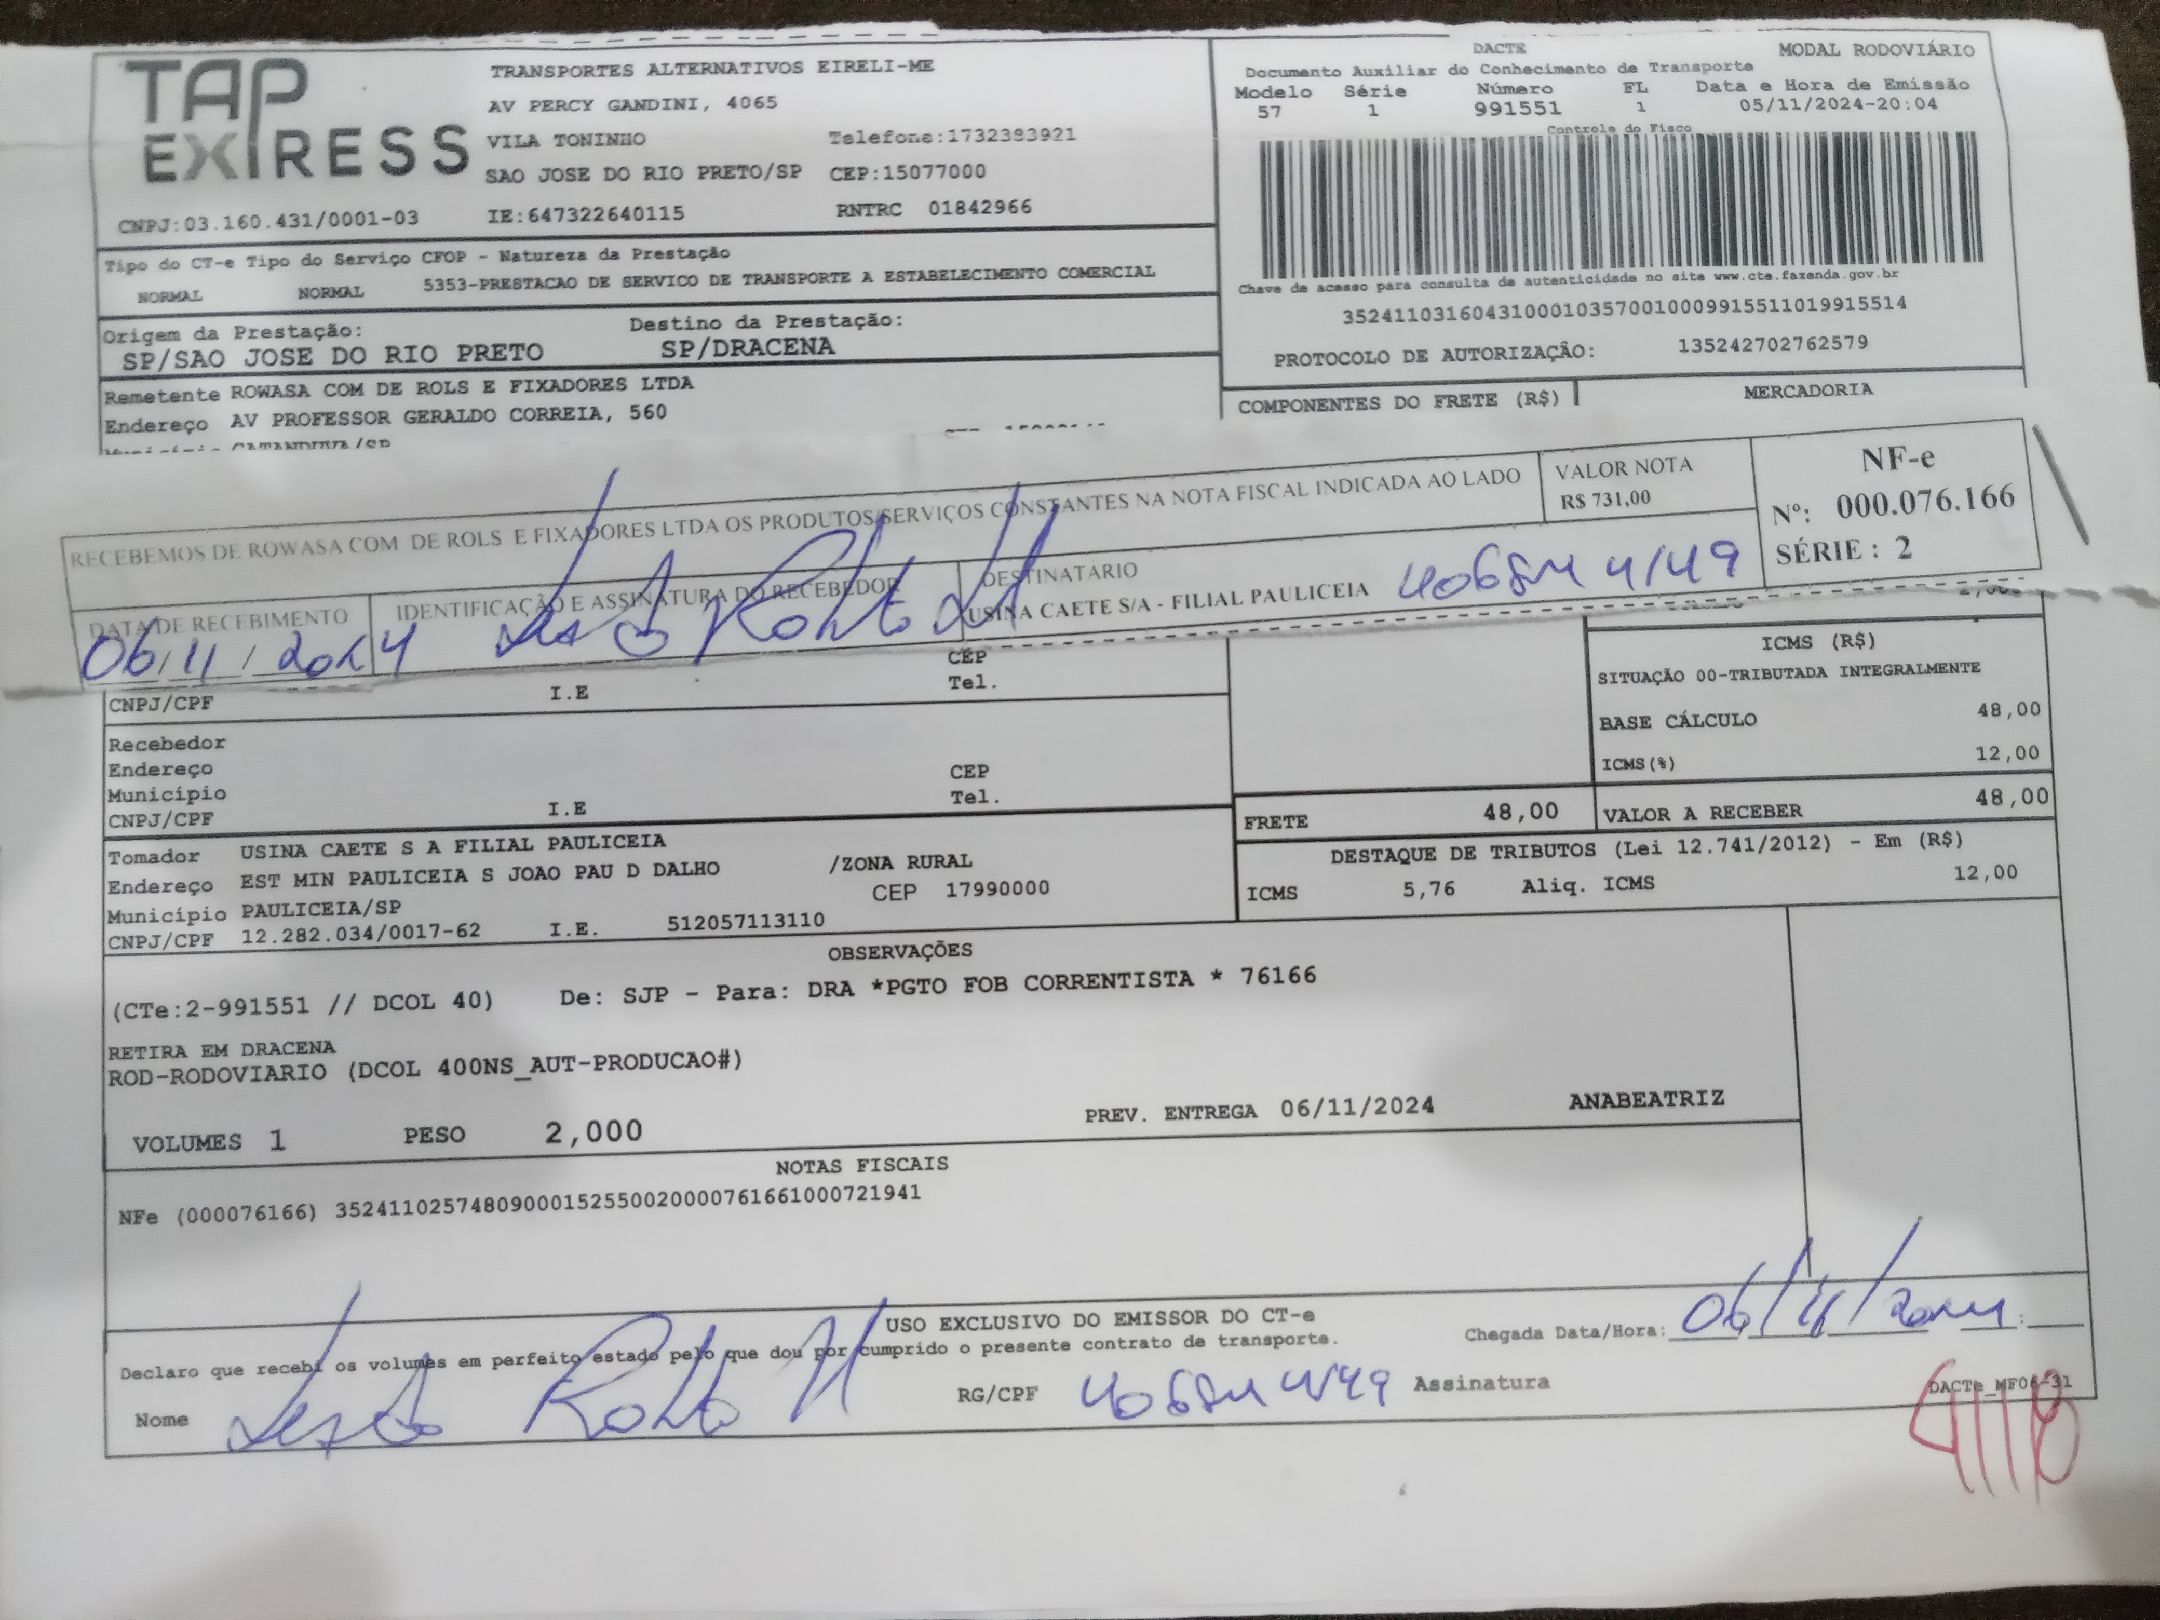 TAP EXPRESS
TRANSPORTES ALTERNATIVOS EIRELI-ME
AV PERCY GANDINI, 4065
VILA TONINHO Telefone:1732383921
SAO JOSE DO RIO PRETO/SP CEP:15077000
CNPJ:03.160.431/0001-03 IE:647322640115 RNTRC 01842966
DACTE MODAL RODOVIÁRIO
Documento Auxiliar do Conhecimento de Transporte
Modelo Série Número FL Data e Hora de Emissão
57 1 991551 1 05/11/2024-20:04
Controle do Fisco
Chave de acesso para consulta de autenticidade no site www.cte.fazenda.gov.br
35241103160431000103570010009915511019915514
PROTOCOLO DE AUTORIZAÇÃO: 135242702762579
Tipo do CT-e Tipo do Serviço CFOP - Natureza da Prestação
NORMAL NORMAL 5353-PRESTACAO DE SERVICO DE TRANSPORTE A ESTABELECIMENTO COMERCIAL
Origem da Prestação: Destino da Prestação:
SP/SAO JOSE DO RIO PRETO SP/DRACENA
Remetente ROWASA COM DE ROLS E FIXADORES LTDA
Endereço AV PROFESSOR GERALDO CORREIA, 560
Município CATANDUVA/SP
COMPONENTES DO FRETE (R$) MERCADORIA
RECEBEMOS DE ROWASA COM DE ROLS E FIXADORES LTDA OS PRODUTOS/SERVIÇOS CONSTANTES NA NOTA FISCAL INDICADA AO LADO
VALOR NOTA
R$ 731,00
NF-e
Nº: 000.076.166
SÉRIE : 2
DATA DE RECEBIMENTO IDENTIFICAÇÃO E ASSINATURA DO RECEBEDOR DESTINATÁRIO
06/11/2024 USINA CAETE S/A - FILIAL PAULICEIA
CEP
CNPJ/CPF I.E Tel.
Recebedor
Endereço CEP
Município Tel.
CNPJ/CPF I.E
ICMS (R$)
SITUAÇÃO 00-TRIBUTADA INTEGRALMENTE
BASE CÁLCULO 48,00
ICMS(%) 12,00
FRETE 48,00 VALOR A RECEBER 48,00
DESTAQUE DE TRIBUTOS (Lei 12.741/2012) - Em (R$)
ICMS 5,76 Aliq. ICMS 12,00
Tomador USINA CAETE S A FILIAL PAULICEIA
Endereço EST MIN PAULICEIA S JOAO PAU D DALHO /ZONA RURAL
Município PAULICEIA/SP CEP 17990000
CNPJ/CPF 12.282.034/0017-62 I.E. 512057113110
OBSERVAÇÕES
(CTe:2-991551 // DCOL 40) De: SJP - Para: DRA *PGTO FOB CORRENTISTA * 76166
RETIRA EM DRACENA
ROD-RODOVIARIO (DCOL 400NS_AUT-PRODUCAO#)
VOLUMES 1 PESO 2,000 PREV. ENTREGA 06/11/2024 ANABEATRIZ
NOTAS FISCAIS
NFe (000076166) 35241102574809000152550020000761661000721941
USO EXCLUSIVO DO EMISSOR DO CT-e
Declaro que recebi os volumes em perfeito estado pelo que dou por cumprido o presente contrato de transporte.
Chegada Data/Hora: 06/11/2024 :
Nome RG/CPF Assinatura
DACTe_MF06-31